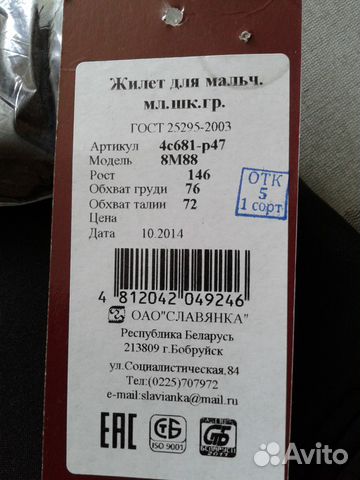 Жилет для мальч.
мл.шк.гр.
ГОСТ 25295-2003
Артикул 4с681-р47
Модель 8М88
Рост 146
Обхват груди 76
Обхват талии 72
Цена
Дата 10.2014
ОТК
5
1 сорт
4 812042 049246
ОАО"СЛАВЯНКА"
Республика Беларусь
213809 г.Бобруйск
ул.Социалистическая,84
Тел:(0225)707972
e-mail:slavianka@mail.ru
ЕАС
СТБ
ISO 9001
Avito